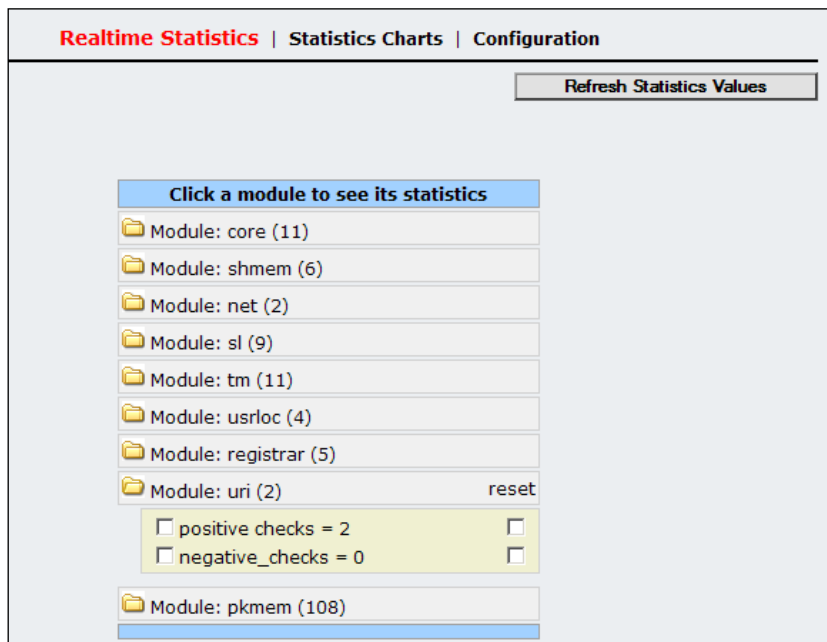 Realtime Statistics | Statistics Charts | Configuration
Refresh Statistics Values
Click a module to see its statistics
Module: core (11)
Module: shmem (6)
Module: net (2)
Module: sl (9)
Module: tm (11)
Module: usrloc (4)
Module: registrar (5)
Module: uri (2) reset
positive checks = 2
negative_checks = 0
Module: pkmem (108)